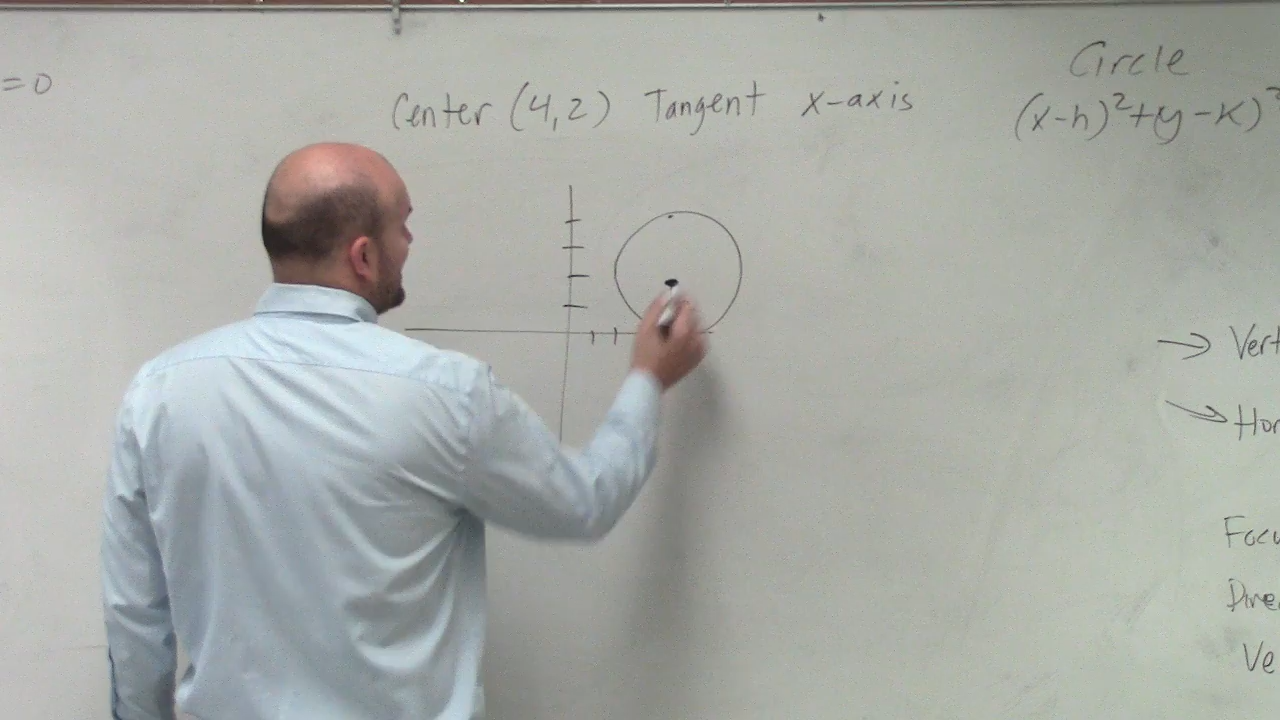 = 0
Center (4,2) Tangent x-axis
Circle
(x-h)²+(y-K)²
→ Vert
→ Hor
Focu
Dire
Ve